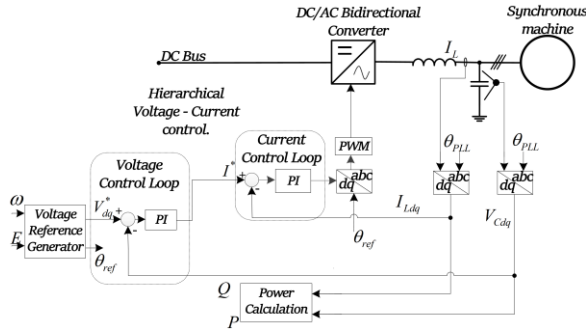 DC/AC Bidirectional
Converter
Synchronous
machine
DC Bus
I_L
Hierarchical
Voltage - Current
control.
PWM
θ_PLL
θ_PLL
Current
Control Loop
Voltage
Control Loop
I*
+
-
PI
dq
abc
dq
abc
dq
abc
ω
E
Voltage
Reference
Generator
V*_dq
+
-
PI
θ_ref
θ_ref
I_Ldq
V_Cdq
Q
P
Power
Calculation